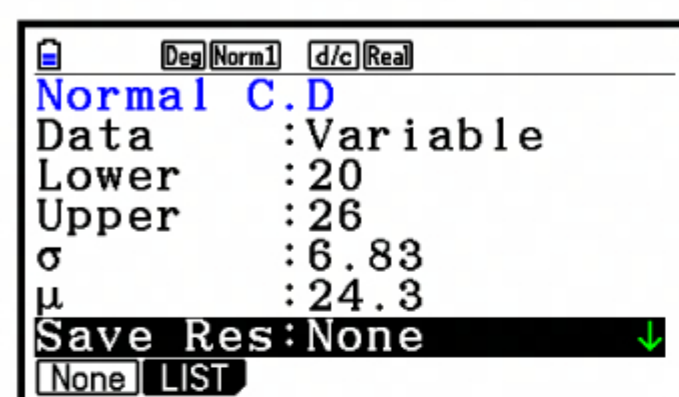 Deg Norm1 d/c Real
Normal C.D
Data :Variable
Lower :20
Upper :26
σ :6.83
μ :24.3
Save Res:None ↓
None LIST